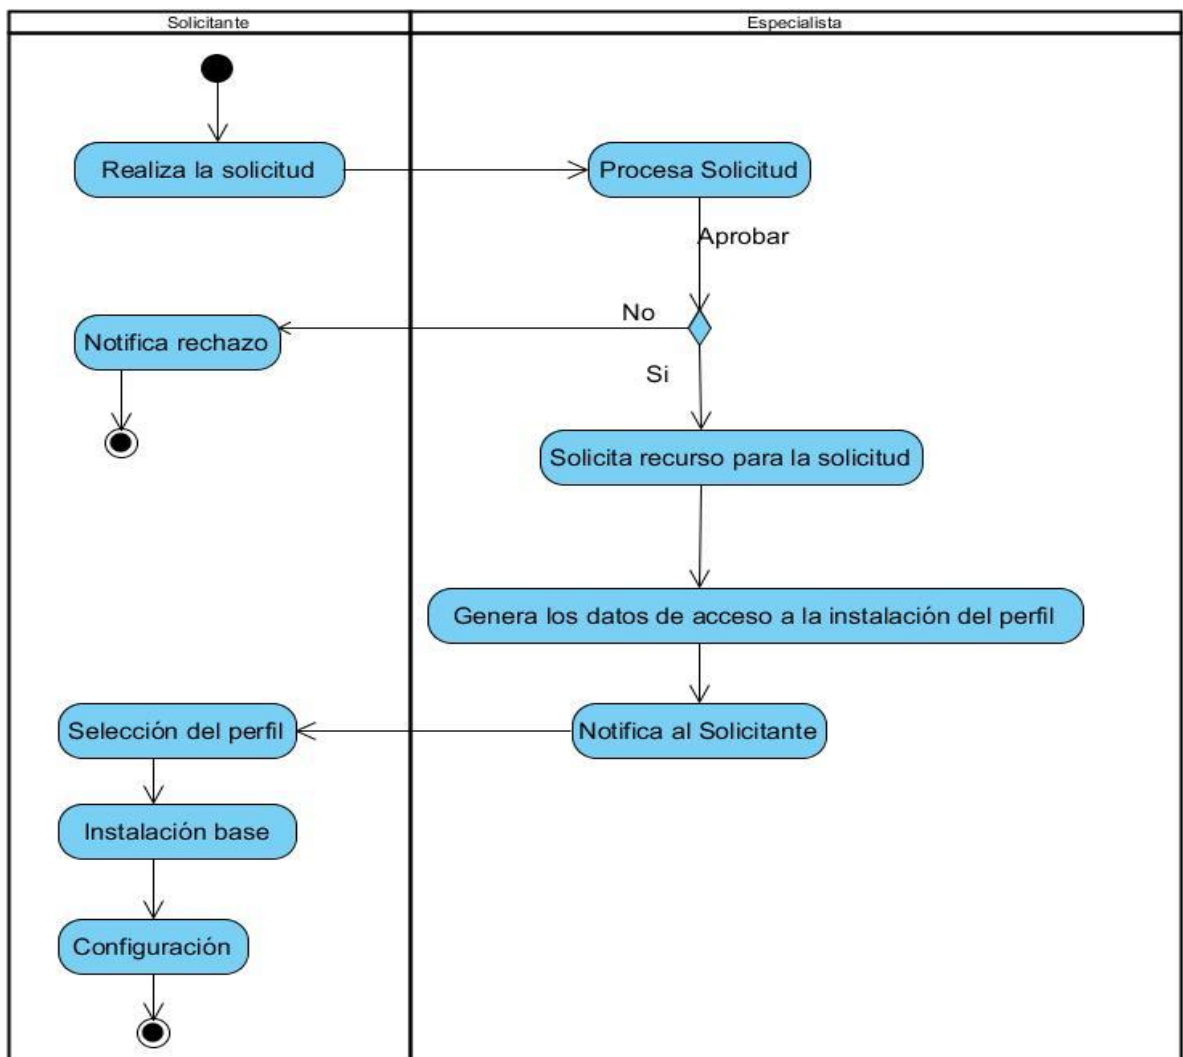 Solicitante
Especialista
Realiza la solicitud
Procesa Solicitud
Aprobar
No
Notifica rechazo
Si
Solicita recurso para la solicitud
Genera los datos de acceso a la instalación del perfil
Selección del perfil
Notifica al Solicitante
Instalación base
Configuración